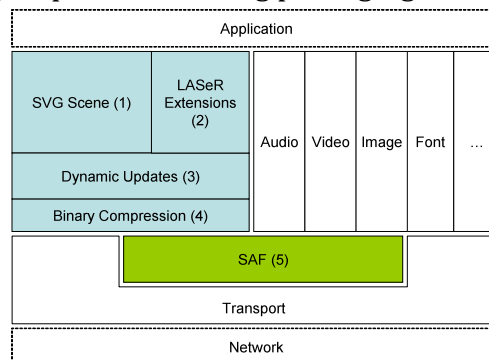 Application
SVG Scene (1)
LASeR
Extensions
(2)
Audio
Video
Image
Font
...
Dynamic Updates (3)
Binary Compression (4)
SAF (5)
Transport
Network